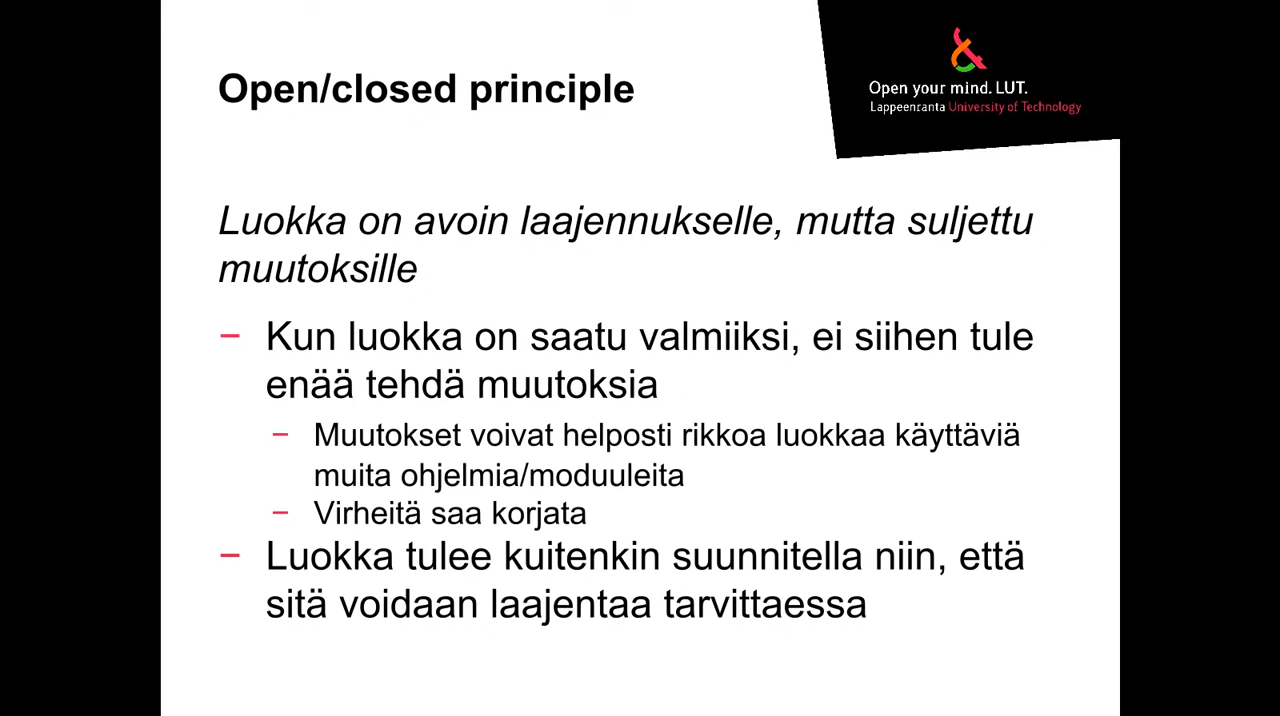 Open/closed principle
Open your mind. LUT.
Lappeenranta University of Technology
Luokka on avoin laajennukselle, mutta suljettu
muutoksille
− Kun luokka on saatu valmiiksi, ei siihen tule
enää tehdä muutoksia
− Muutokset voivat helposti rikkoa luokkaa käyttäviä
muita ohjelmia/moduuleita
− Virheitä saa korjata
− Luokka tulee kuitenkin suunnitella niin, että
sitä voidaan laajentaa tarvittaessa